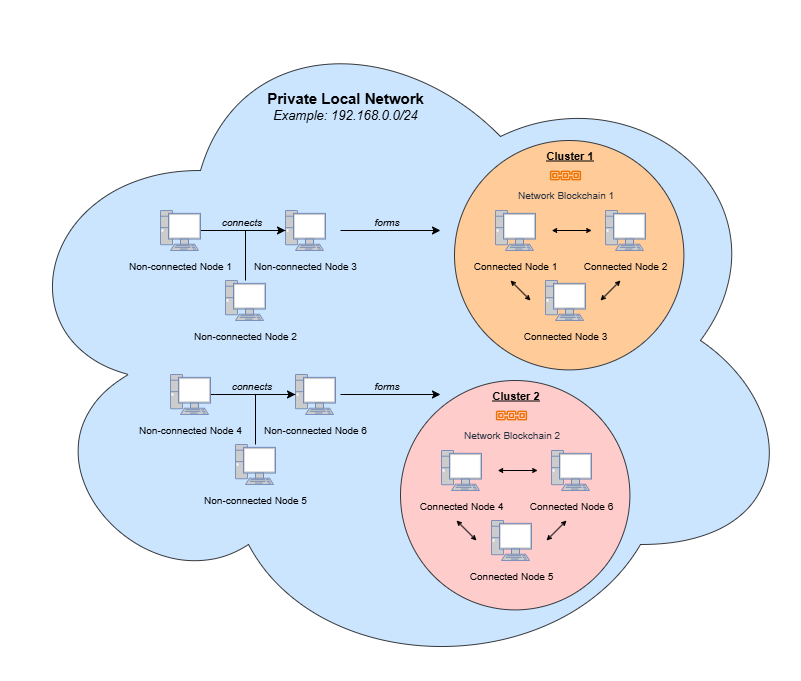 Private Local Network
Example: 192.168.0.0/24
Cluster 1
Network Blockchain 1
connects
forms
Non-connected Node 1
Non-connected Node 3
Connected Node 1
Connected Node 2
Non-connected Node 2
Connected Node 3
connects
forms
Cluster 2
Network Blockchain 2
Non-connected Node 4
Non-connected Node 6
Non-connected Node 5
Connected Node 4
Connected Node 6
Connected Node 5